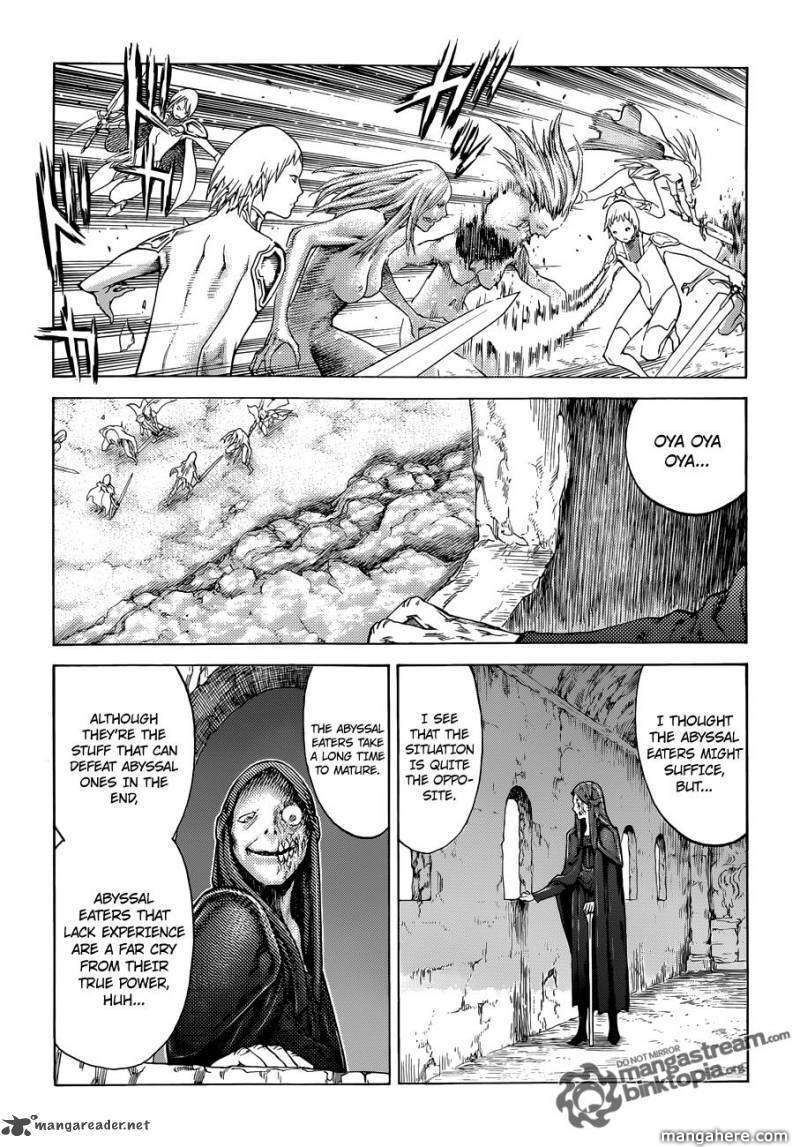 OYA OYA
OYA...
I THOUGHT
THE ABYSSAL
EATERS MIGHT
SUFFICE,
BUT...
I SEE
THAT THE
SITUATION
IS QUITE
THE OPPO-
SITE.
THE ABYSSAL
EATERS TAKE
A LONG TIME
TO MATURE.
ALTHOUGH
THEY'RE THE
STUFF THAT CAN
DEFEAT ABYSSAL
ONES IN THE
END,
ABYSSAL
EATERS THAT
LACK EXPERIENCE
ARE A FAR CRY
FROM THEIR
TRUE POWER,
HUH...
DO NOT MIRROR
mangastream.com
binktopia.org
mangareader.net
mangahere.com